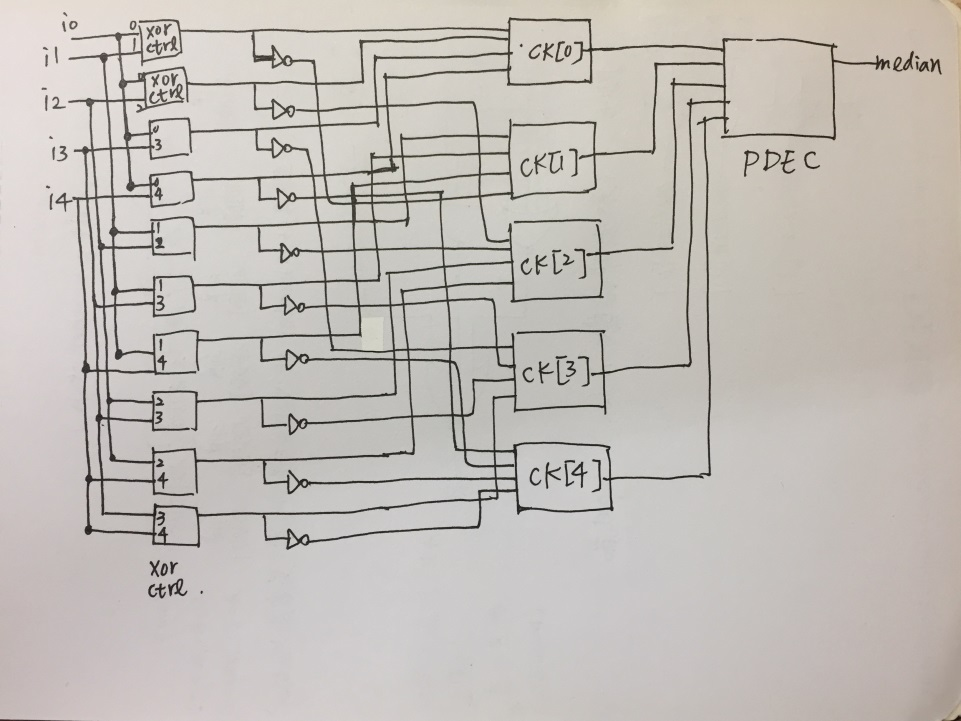 i0
i1
i2
i3
i4
0
1
xor
ctrl
0
2
xor
ctrl
0
3
0
4
1
2
1
3
1
4
2
3
2
4
3
4
xor
ctrl .
CK[0]
CK[1]
CK[2]
CK[3]
CK[4]
PDEC
median